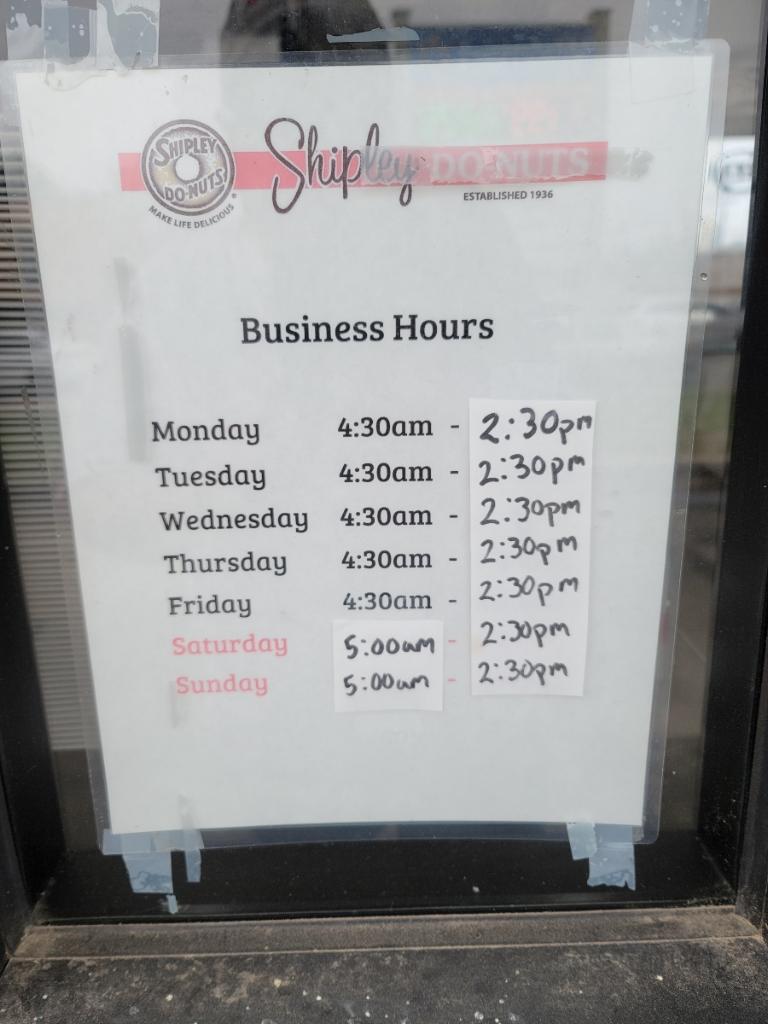 SHIPLEY
DO-NUTS
MAKE LIFE DELICIOUS
Shipley DO-NUTS
ESTABLISHED 1936
Business Hours
Monday 4:30am - 2:30pm
Tuesday 4:30am - 2:30pm
Wednesday 4:30am - 2:30pm
Thursday 4:30am - 2:30pm
Friday 4:30am - 2:30pm
Saturday 5:00am - 2:30pm
Sunday 5:00am - 2:30pm